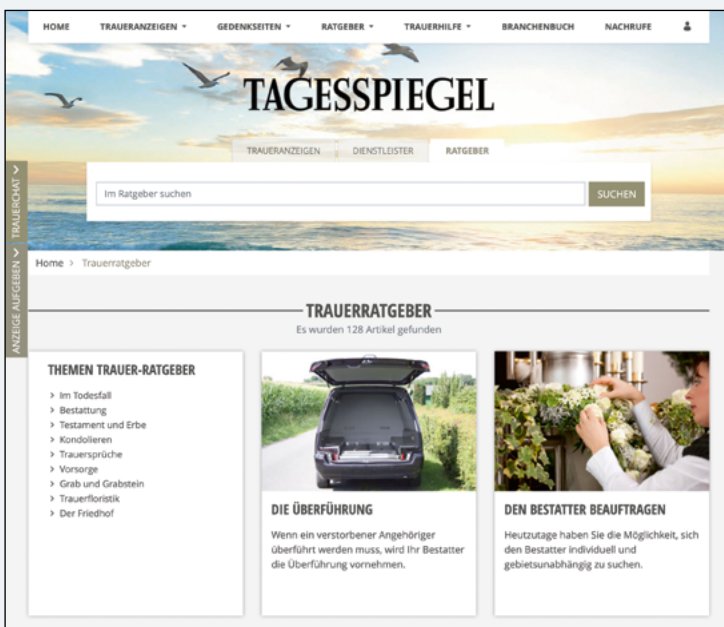 HOME TRAUERANZEIGEN GEDENKSEITEN RATGEBER TRAUERHILFE BRANCHENBUCH NACHRUFE
TAGESSPIEGEL
TRAUERANZEIGEN DIENSTLEISTER RATGEBER
Im Ratgeber suchen SUCHEN
TRAUERCHAT
ANZEIGE AUFGEBEN
Home > Trauerratgeber
TRAUERRATGEBER
Es wurden 128 Artikel gefunden
THEMEN TRAUER-RATGEBER
> Im Todesfall
> Bestattung
> Testament und Erbe
> Kondolieren
> Trauersprüche
> Vorsorge
> Grab und Grabstein
> Trauerfloristik
> Der Friedhof
DIE ÜBERFÜHRUNG
Wenn ein verstorbener Angehöriger
überführt werden muss, wird Ihr Bestatter
die Überführung vornehmen.
DEN BESTATTER BEAUFTRAGEN
Heutzutage haben Sie die Möglichkeit, sich
den Bestatter individuell und
gebietsunabhängig zu suchen.